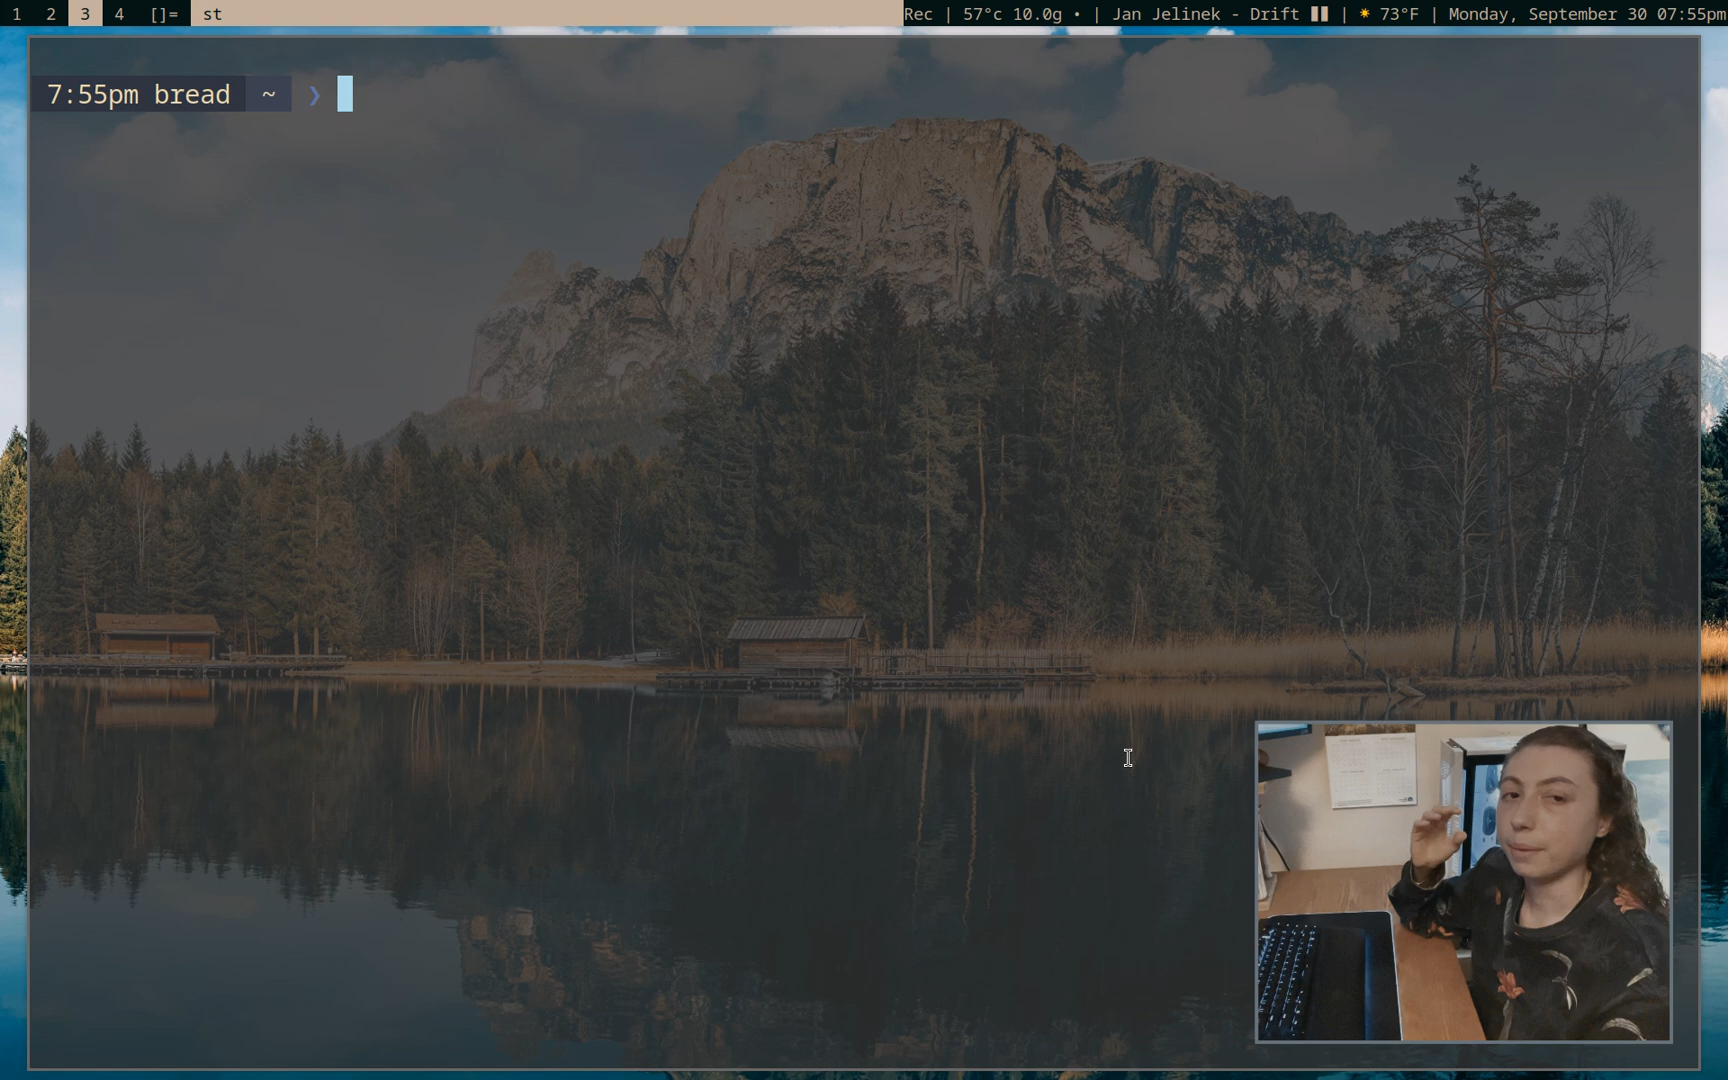 1 2 3 4 []= st Rec | 57°c 10.0g • | Jan Jelinek - Drift ▮▮ | ☀ 73°F | Monday, September 30 07:55pm
7:55pm bread ~ ❯